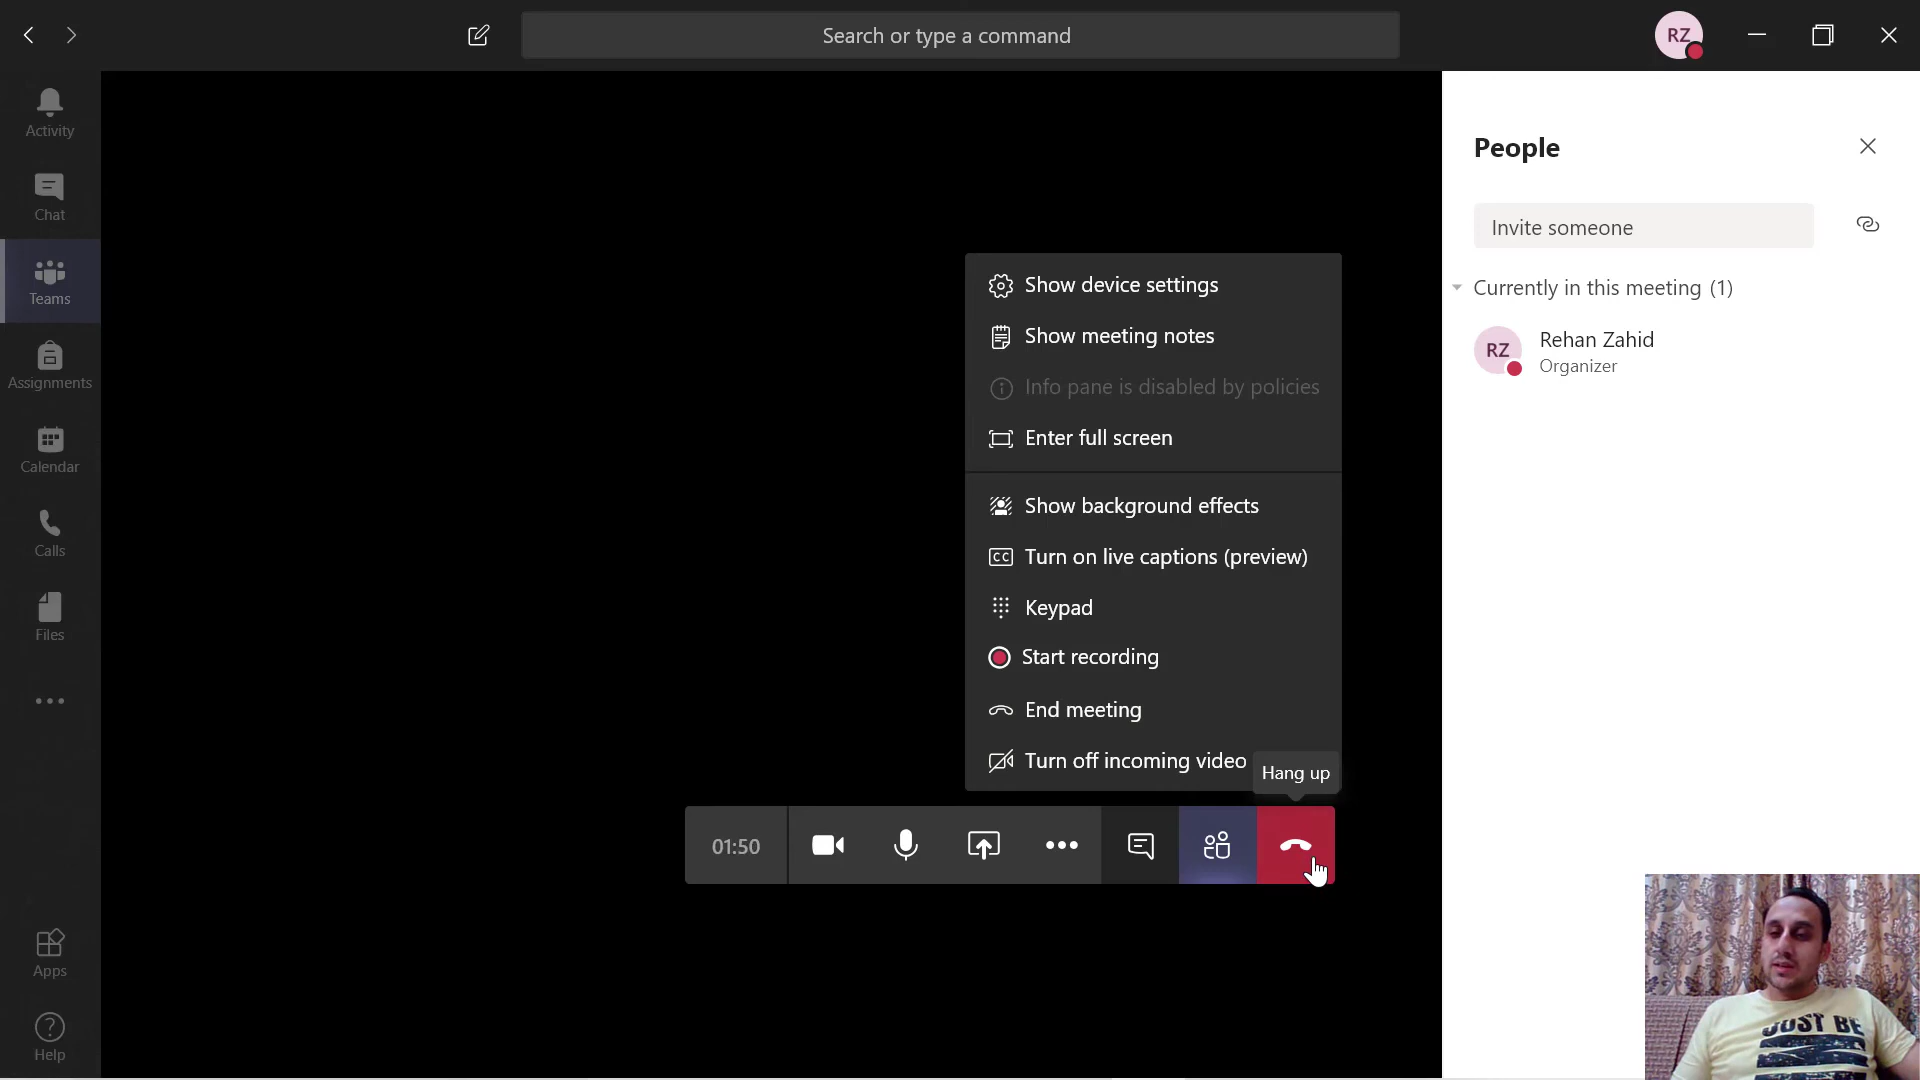 Search or type a command
RZ
Activity
Chat
Teams
Assignments
Calendar
Calls
Files
Apps
Help
Show device settings
Show meeting notes
Info pane is disabled by policies
Enter full screen
Show background effects
CC Turn on live captions (preview)
Keypad
Start recording
End meeting
Turn off incoming video
Hang up
01:50
People
Invite someone
Currently in this meeting (1)
RZ
Rehan Zahid
Organizer
JUST BE